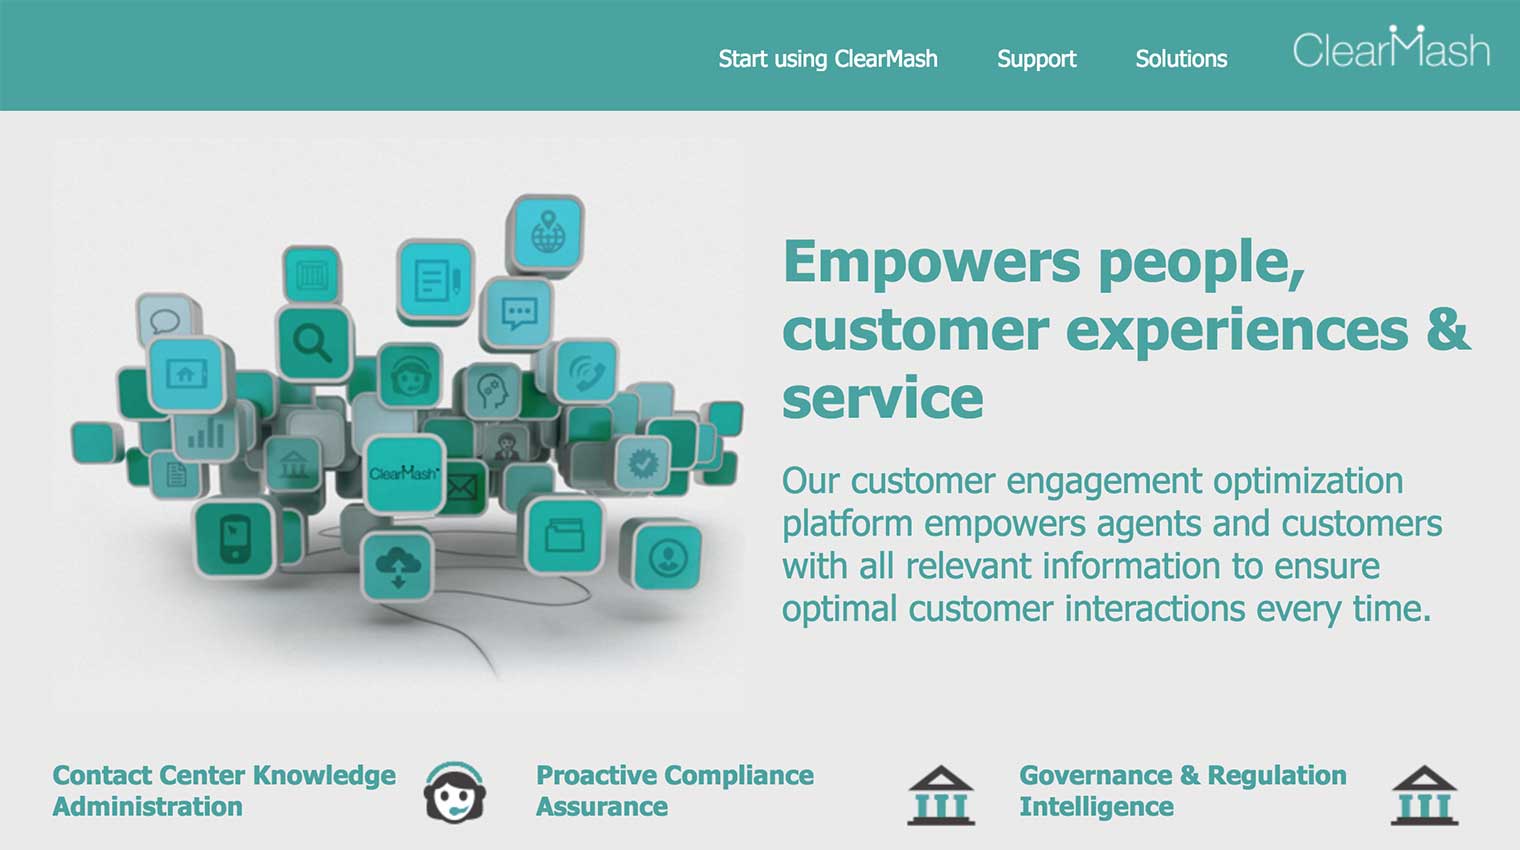 Start using ClearMash
Support
Solutions
ClearMash
Empowers people,
customer experiences &
service
Our customer engagement optimization
platform empowers agents and customers
with all relevant information to ensure
optimal customer interactions every time.
ClearMash
Contact Center Knowledge
Administration
Proactive Compliance
Assurance
Governance & Regulation
Intelligence